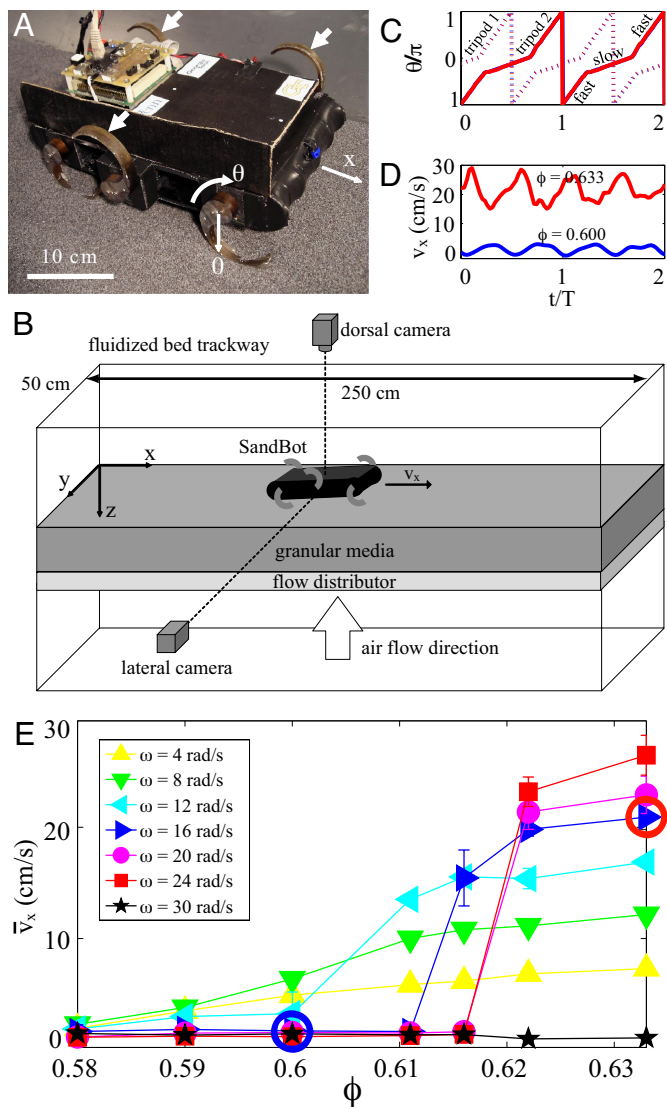 A
θ
x
0
10 cm
C
θ/π
1
0
1
tripod 1
tripod 2
fast
slow
fast
0
1
2
D
v_x (cm/s)
30
20
10
0
ϕ = 0.633
ϕ = 0.600
0
1
2
t/T
B
dorsal camera
fluidized bed trackway
50 cm
250 cm
SandBot
x
y
z
v_x
granular media
flow distributor
air flow direction
lateral camera
E
30
20
10
0
v̄_x (cm/s)
ω = 4 rad/s
ω = 8 rad/s
ω = 12 rad/s
ω = 16 rad/s
ω = 20 rad/s
ω = 24 rad/s
ω = 30 rad/s
0.58
0.59
0.6
0.61
0.62
0.63
ϕ